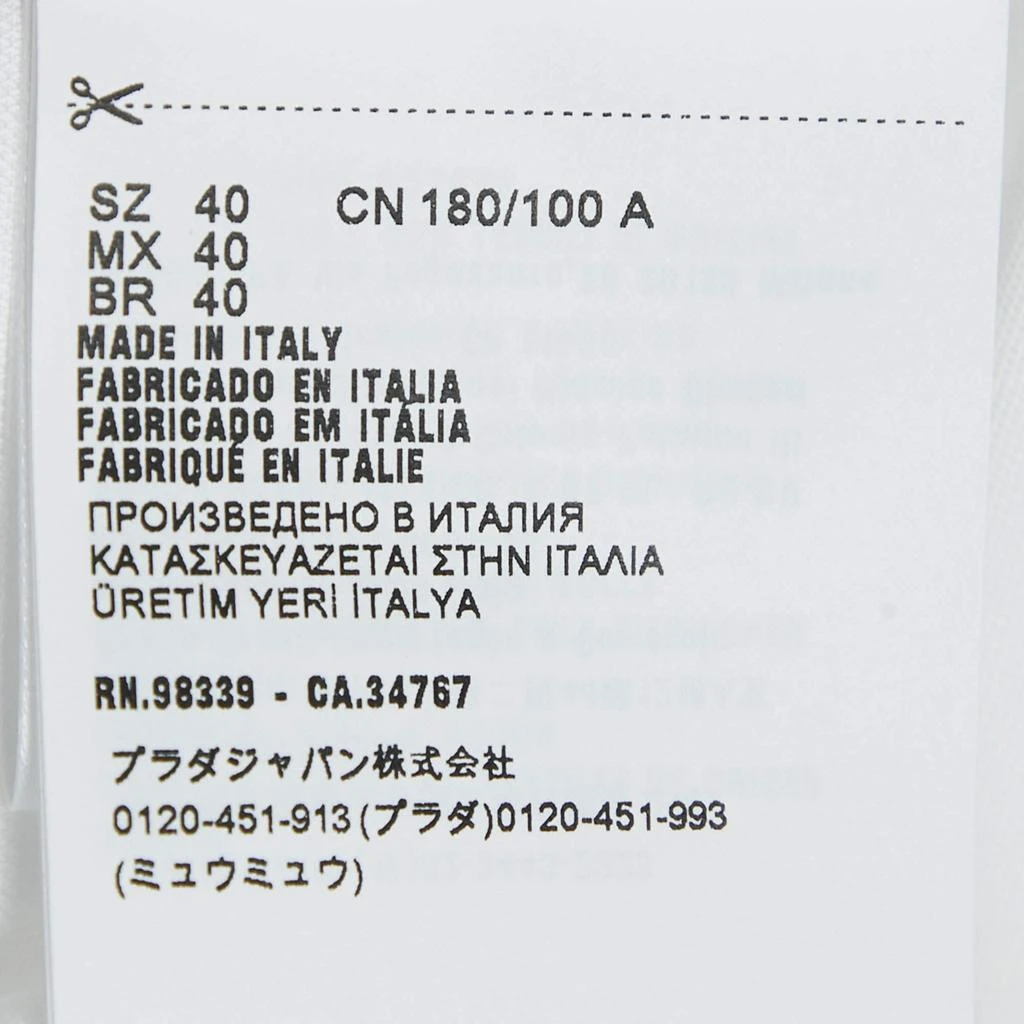 SZ 40 CN 180/100 A
MX 40
BR 40
MADE IN ITALY
FABRICADO EN ITALIA
FABRICADO EM ITÁLIA
FABRIQUÉ EN ITALIE
ПРОИЗВЕДЕНО В ИТАЛИЯ
ΚΑΤΑΣΚΕΥΑΖΕΤΑΙ ΣΤΗΝ ΙΤΑΛΙΑ
ÜRETİM YERİ İTALYA
RN.98339 - CA.34767
プラダジャパン株式会社
0120-451-913(プラダ)0120-451-993
(ミュウミュウ)